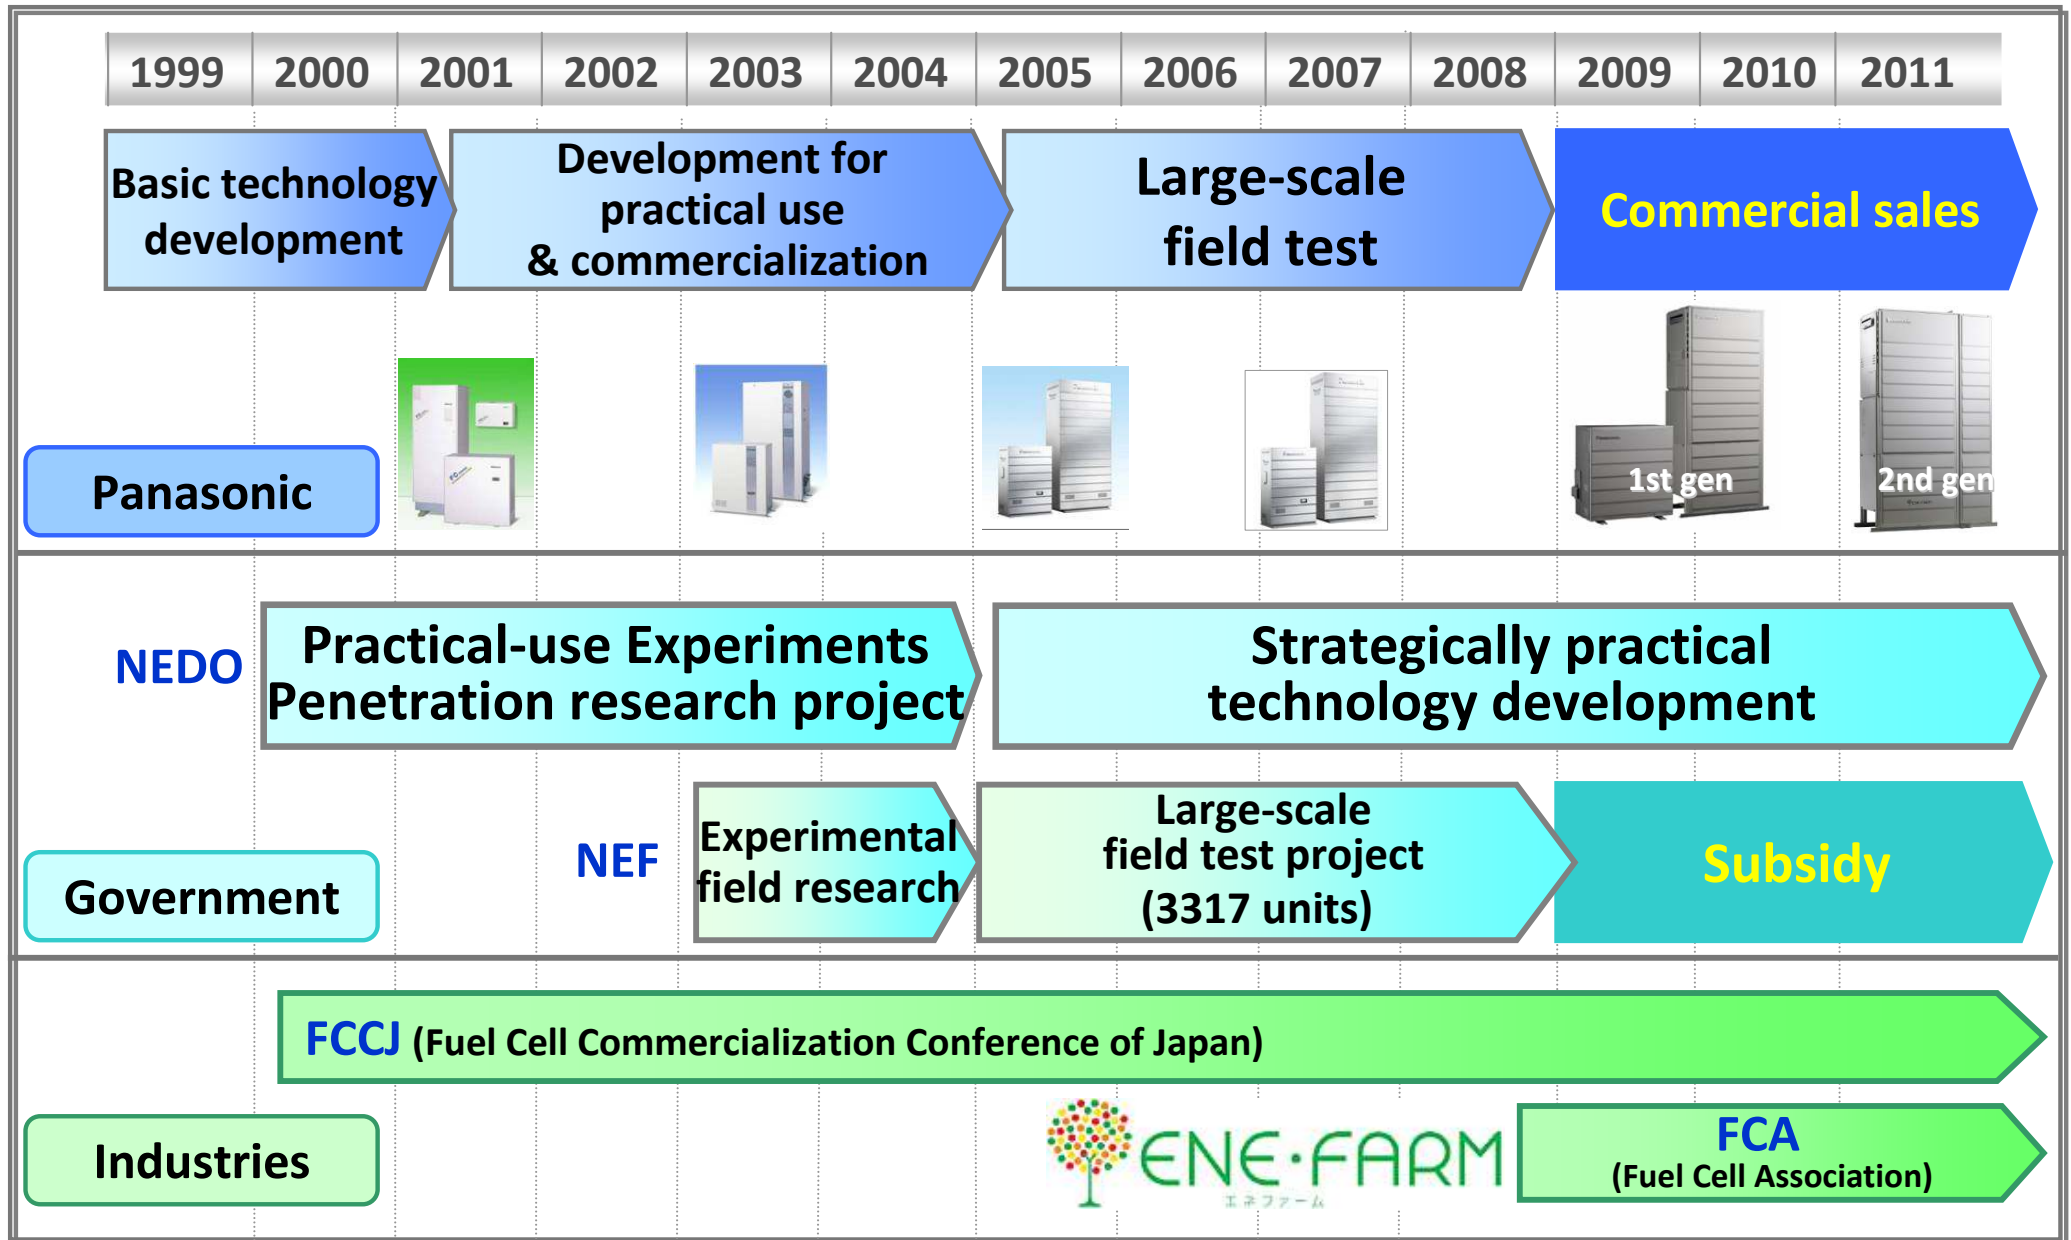 1999 2000 2001 2002 2003 2004 2005 2006 2007 2008 2009 2010 2011
Basic technology
development
Development for
practical use
& commercialization
Large-scale
field test
Commercial sales
Panasonic
1st gen
2nd gen
NEDO
Practical-use Experiments
Penetration research project
Strategically practical
technology development
Government
NEF
Experimental
field research
Large-scale
field test project
(3317 units)
Subsidy
FCCJ (Fuel Cell Commercialization Conference of Japan)
Industries
ENE·FARM
エネファーム
FCA
(Fuel Cell Association)